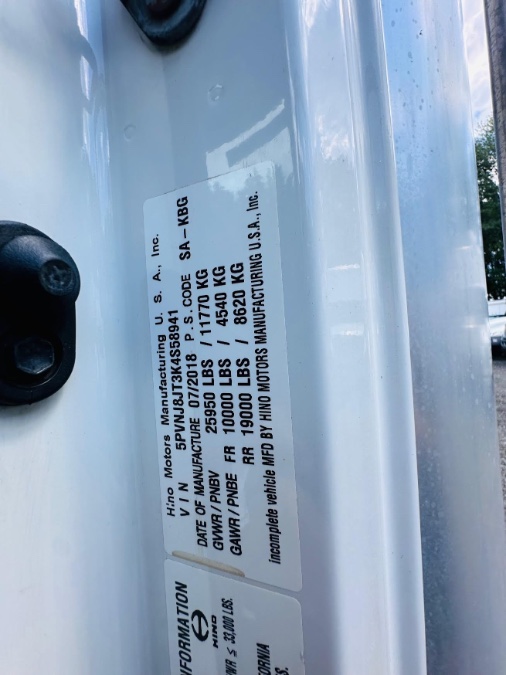 Hino Motors Manufacturing U. S. A., Inc.
V I N 5PVNJ8JT3K4S58941
DATE OF MANUFACTURE 07/2018 P.S. CODE SA-KBG
GVWR/PNBV 25950 LBS / 11770 KG
GAWR/PNBE FR 10000 LBS / 4540 KG
RR 19000 LBS / 8620 KG
incomplete vehicle MFD BY HINO MOTORS MANUFACTURING U.S.A., Inc.
INFORMATION
HINO
≤ 33,000 LBS.